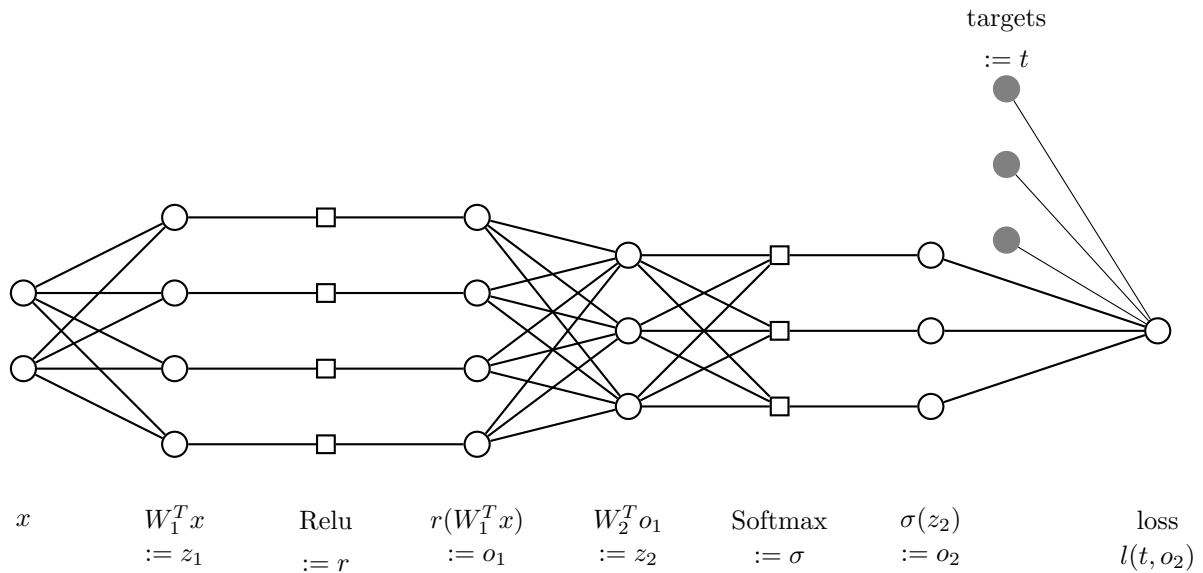 targets
:= t
x
W_1^T x
:= z_1
Relu
:= r
r(W_1^T x)
:= o_1
W_2^T o_1
:= z_2
Softmax
:= σ
σ(z_2)
:= o_2
loss
l(t, o_2)